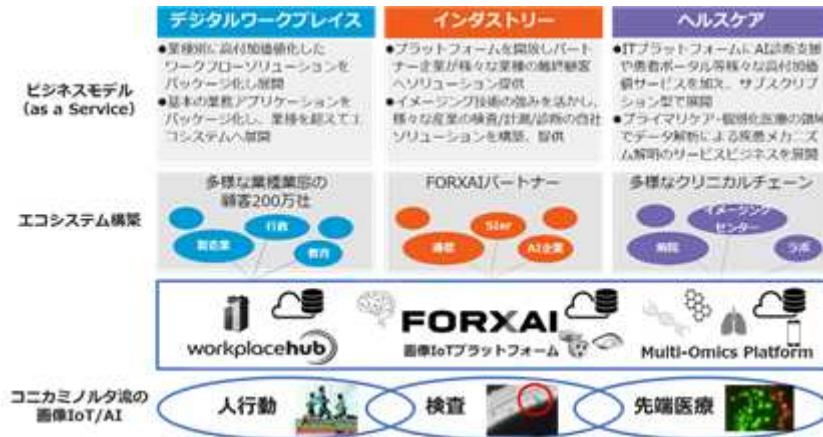 デジタルワークプレイス
インダストリー
ヘルスケア
ビジネスモデル
(as a Service)
●業種別に高付加価値化した
ワークフローソリューションを
パッケージ化し展開
●基本の業務アプリケーションを
パッケージ化し、業種を超えてエ
コシステムへ展開
●プラットフォームを開放しパート
ナー企業が様々な業種の最終顧客
へソリューション提供
●イメージング技術の強みを活かし、
様々な産業の検査/計測/診断の自社
ソリューションを構築、提供
●ITプラットフォームにAI診断支援
や患者ポータル等様々な高付加価
値サービスを加え、サブスクリプ
ション型で展開
●プライマリケア・個別化医療の領域
でデータ解析による疾患メカニズ
ム解明のサービスビジネスを展開
エコシステム構築
多様な業種業態の
顧客200万社
製造業
行政
教育
FORXAIパートナー
通信
SIer
AI企業
多様なクリニカルチェーン
病院
イメージング
センター
ラボ
workplacehub
FORXAI
画像IoTプラットフォーム
Multi-Omics Platform
コニカミノルタ流の
画像IoT/AI
人行動
検査
先端医療